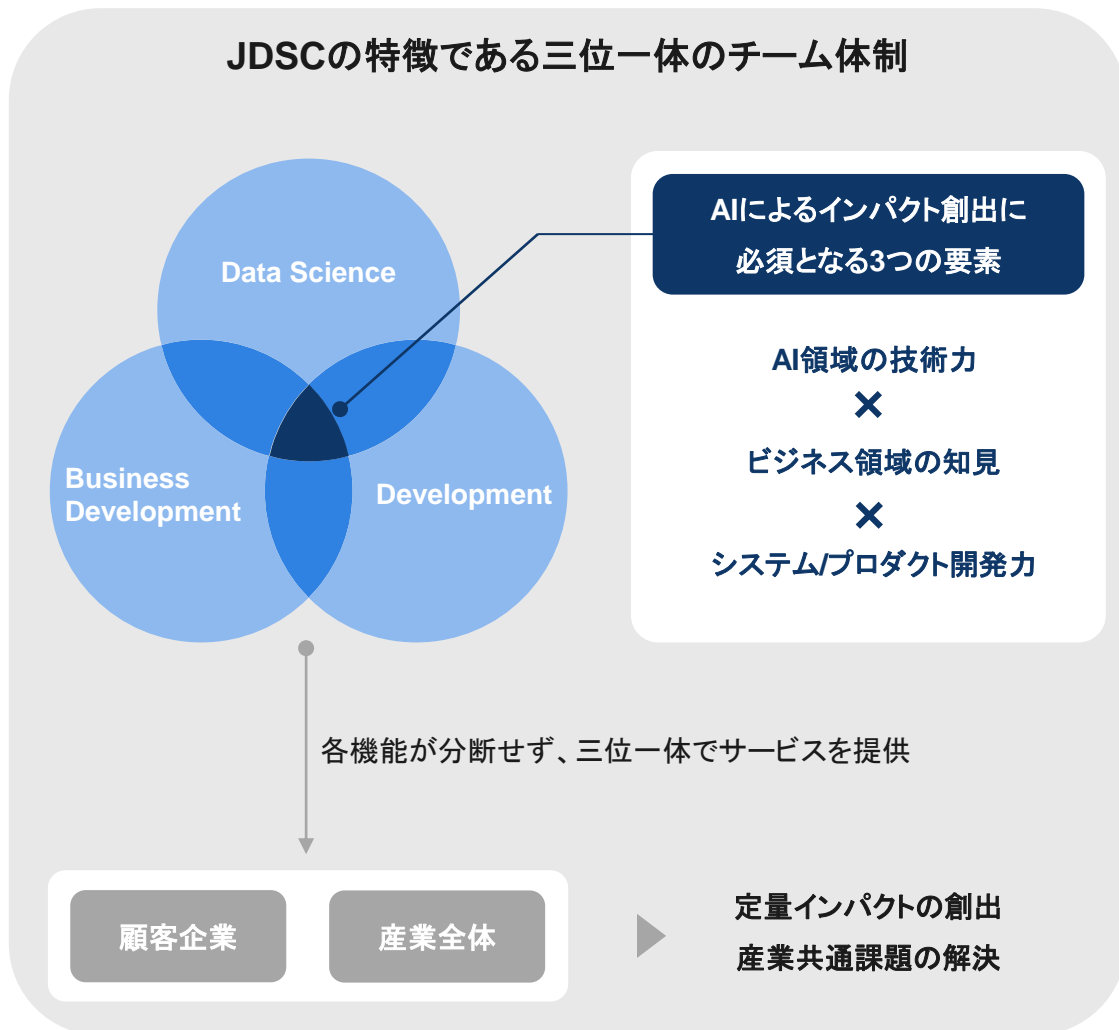 JDSCの特徴である三位一体のチーム体制
Data Science
Business
Development
Development
AIによるインパクト創出に
必須となる3つの要素
AI領域の技術力
×
ビジネス領域の知見
×
システム/プロダクト開発力
各機能が分断せず、三位一体でサービスを提供
顧客企業
産業全体
定量インパクトの創出
産業共通課題の解決